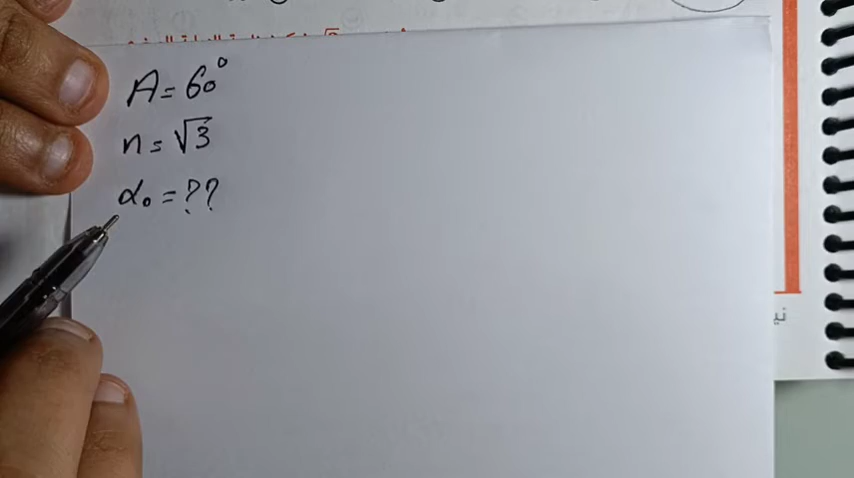 A = 60°
n = √3
α₀ = ??